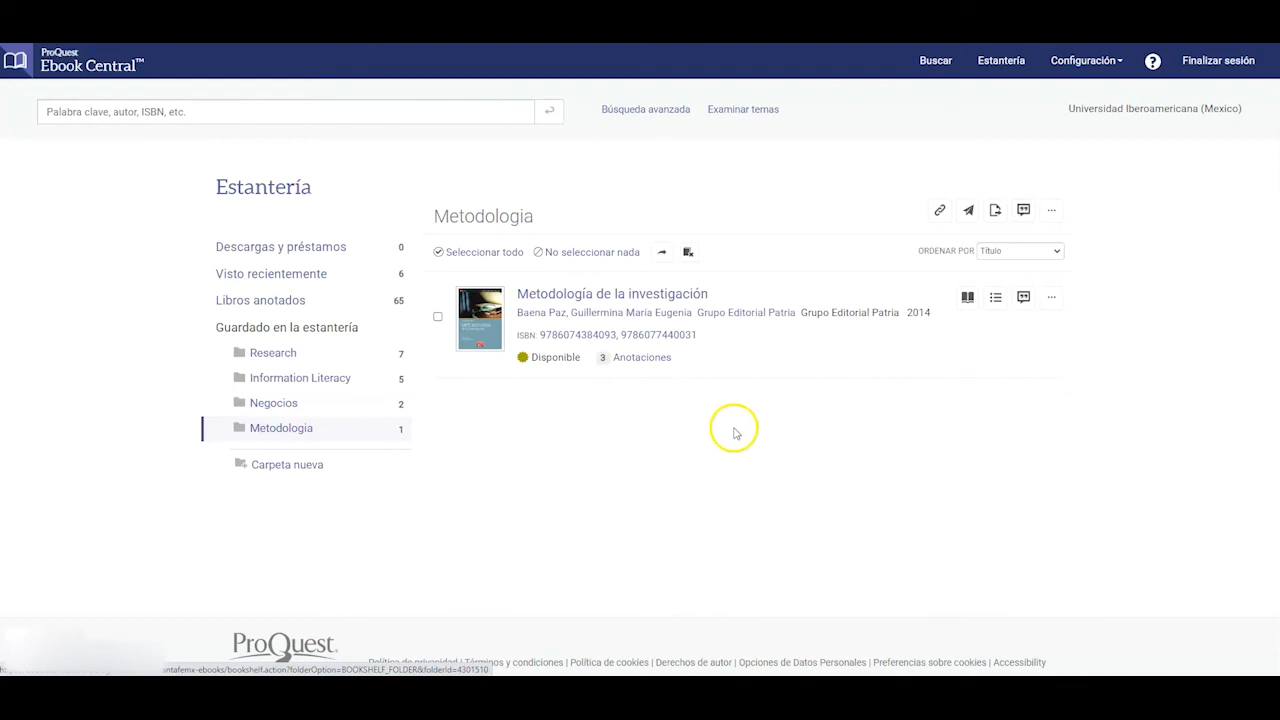 ProQuest
Ebook Central™
Buscar
Estantería
Configuración
Finalizar sesión
Palabra clave, autor, ISBN, etc.
Búsqueda avanzada
Examinar temas
Universidad Iberoamericana (Mexico)
Estantería
Descargas y préstamos 0
Visto recientemente 6
Libros anotados 65
Guardado en la estantería
Research 7
Information Literacy 5
Negocios 2
Metodologia 1
Carpeta nueva
Metodologia
Seleccionar todo
No seleccionar nada
ORDENAR POR Título
Metodología de la investigación
Baena Paz, Guillermina María Eugenia Grupo Editorial Patria Grupo Editorial Patria 2014
ISBN: 9786074384093, 9786077440031
Disponible 3 Anotaciones
ProQuest.
Política de privacidad | Términos y condiciones | Política de cookies | Derechos de autor | Opciones de Datos Personales | Preferencias sobre cookies | Accessibility
antafemx-ebooks/bookshelf.action?folderOption=BOOKSHELF_FOLDER&folderId=4301510